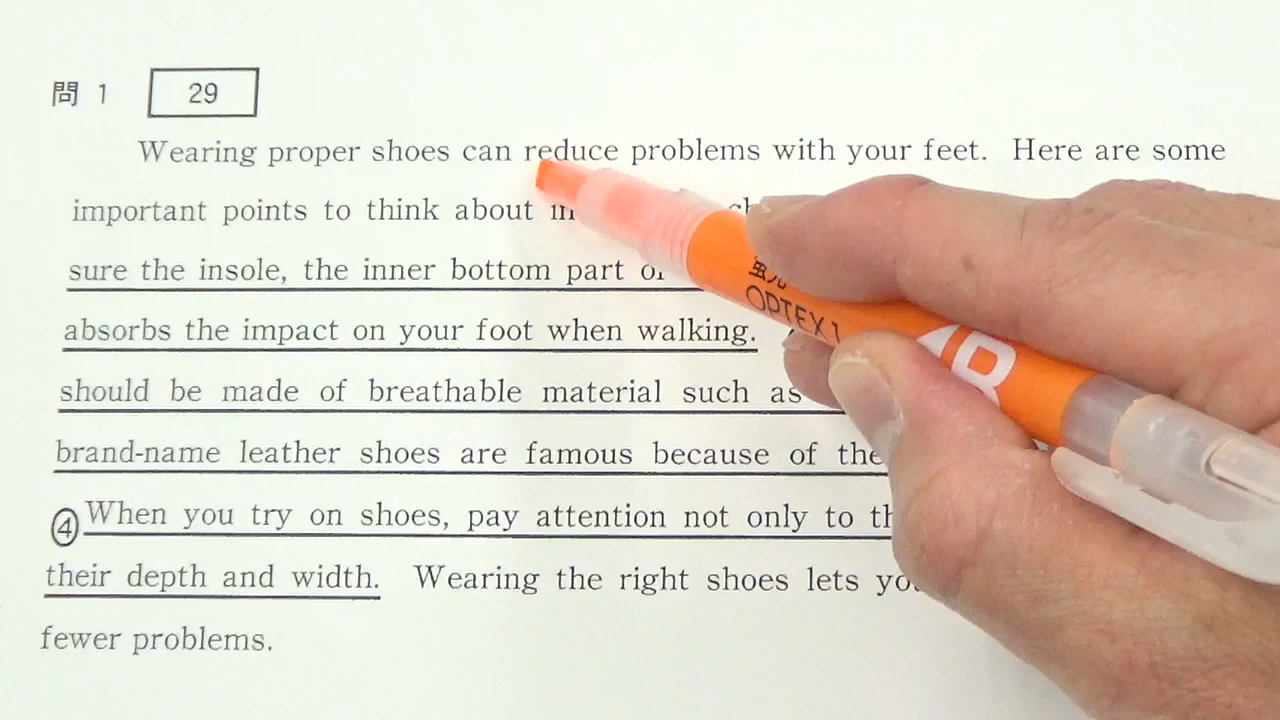 問 1 29
Wearing proper shoes can reduce problems with your feet. Here are some
important points to think about in
sure the insole, the inner bottom part
absorbs the impact on your foot when walking.
should be made of breathable material such as
brand-name leather shoes are famous because of the
④ When you try on shoes, pay attention not only to
their depth and width. Wearing the right shoes lets
fewer problems.
OPTEX 1